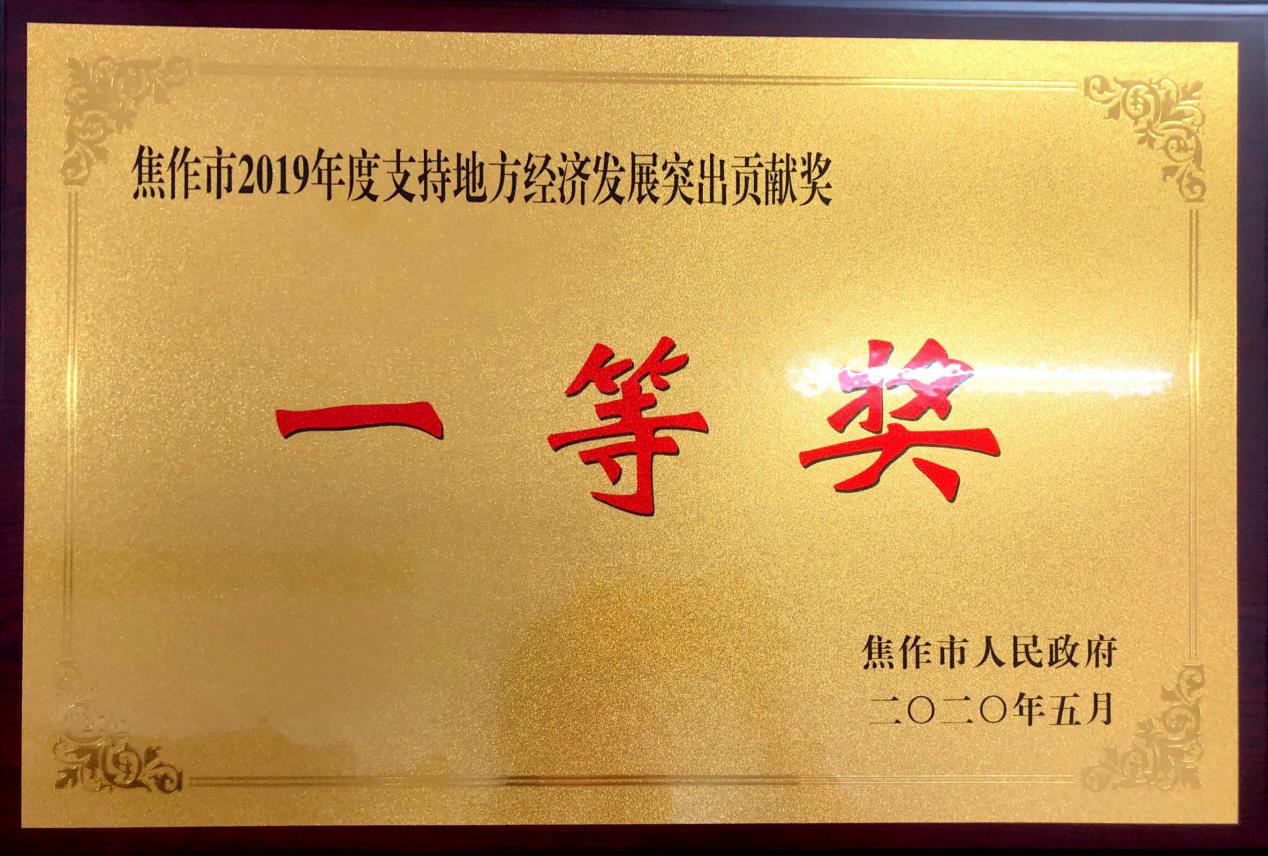 焦作市2019年度支持地方经济发展突出贡献奖
一等奖
焦作市人民政府
二〇二〇年五月